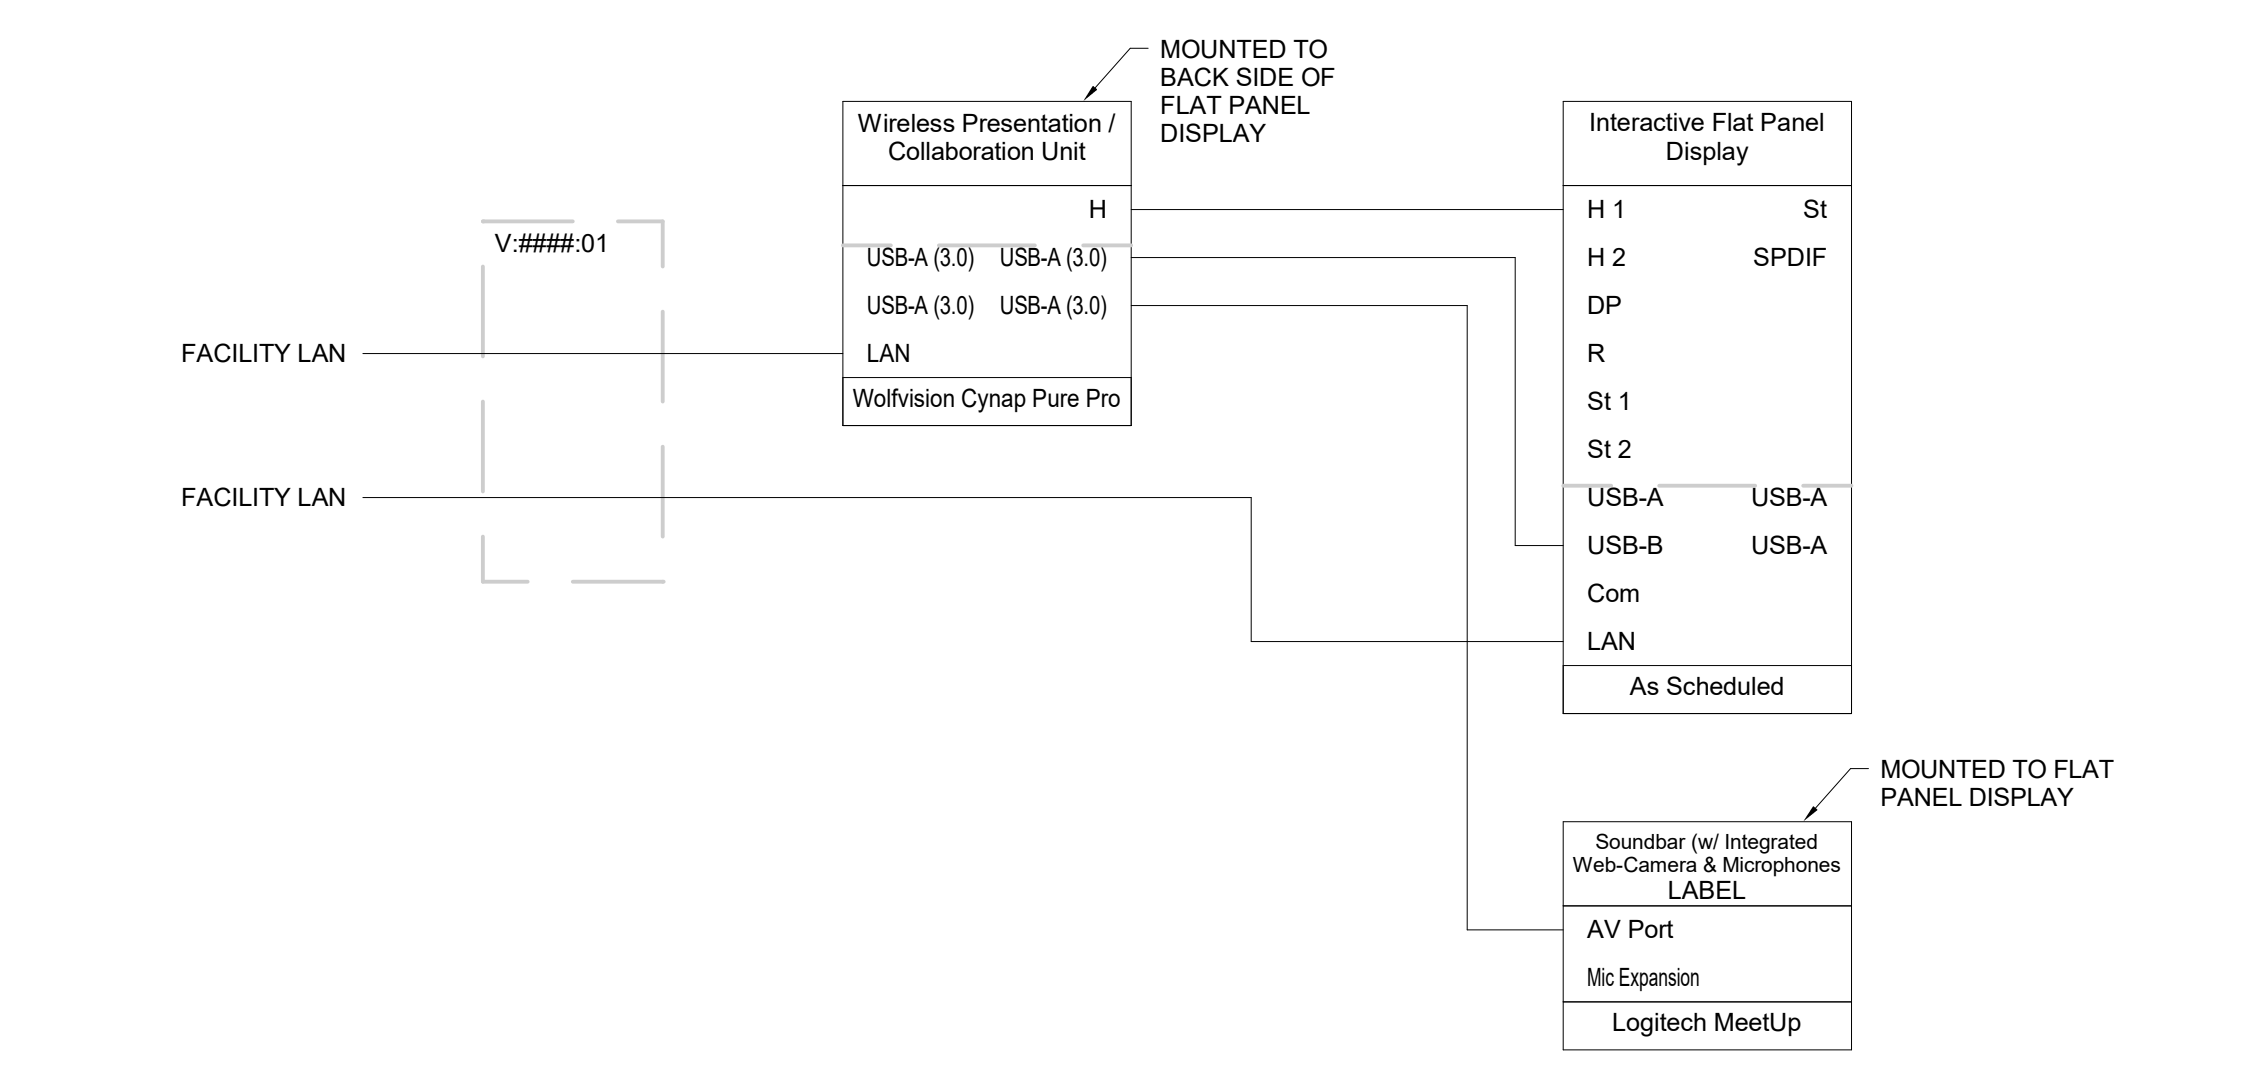 MOUNTED TO
BACK SIDE OF
FLAT PANEL
DISPLAY
Wireless Presentation /
Collaboration Unit
H
USB-A (3.0) USB-A (3.0)
USB-A (3.0) USB-A (3.0)
LAN
Wolfvision Cynap Pure Pro
V:####:01
FACILITY LAN
FACILITY LAN
Interactive Flat Panel
Display
H 1 St
H 2 SPDIF
DP
R
St 1
St 2
USB-A USB-A
USB-B USB-A
Com
LAN
As Scheduled
MOUNTED TO FLAT
PANEL DISPLAY
Soundbar (w/ Integrated
Web-Camera & Microphones
LABEL
AV Port
Mic Expansion
Logitech MeetUp